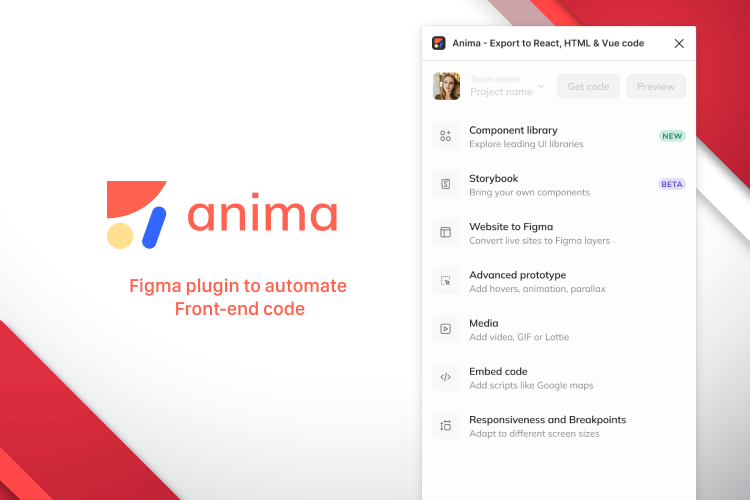 anima
Figma plugin to automate
Front-end code
Anima - Export to React, HTML & Vue code
Team name
Project name
Get code
Preview
Component library
Explore leading UI libraries
NEW
Storybook
Bring your own components
BETA
Website to Figma
Convert live sites to Figma layers
Advanced prototype
Add hovers, animation, parallax
Media
Add video, GIF or Lottie
Embed code
Add scripts like Google maps
Responsiveness and Breakpoints
Adapt to different screen sizes